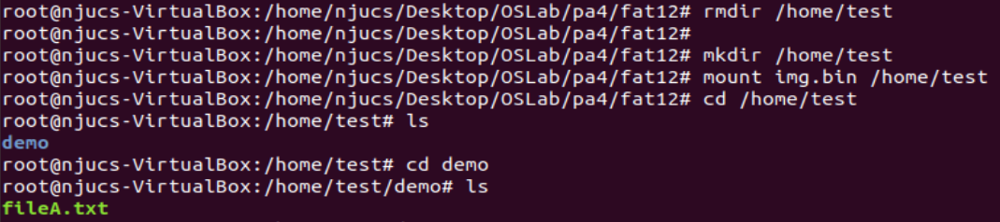 root@njucs-VirtualBox:/home/njucs/Desktop/OSLab/pa4/fat12# rmdir /home/test
root@njucs-VirtualBox:/home/njucs/Desktop/OSLab/pa4/fat12#
root@njucs-VirtualBox:/home/njucs/Desktop/OSLab/pa4/fat12# mkdir /home/test
root@njucs-VirtualBox:/home/njucs/Desktop/OSLab/pa4/fat12# mount img.bin /home/test
root@njucs-VirtualBox:/home/njucs/Desktop/OSLab/pa4/fat12# cd /home/test
root@njucs-VirtualBox:/home/test# ls
demo
root@njucs-VirtualBox:/home/test# cd demo
root@njucs-VirtualBox:/home/test/demo# ls
fileA.txt